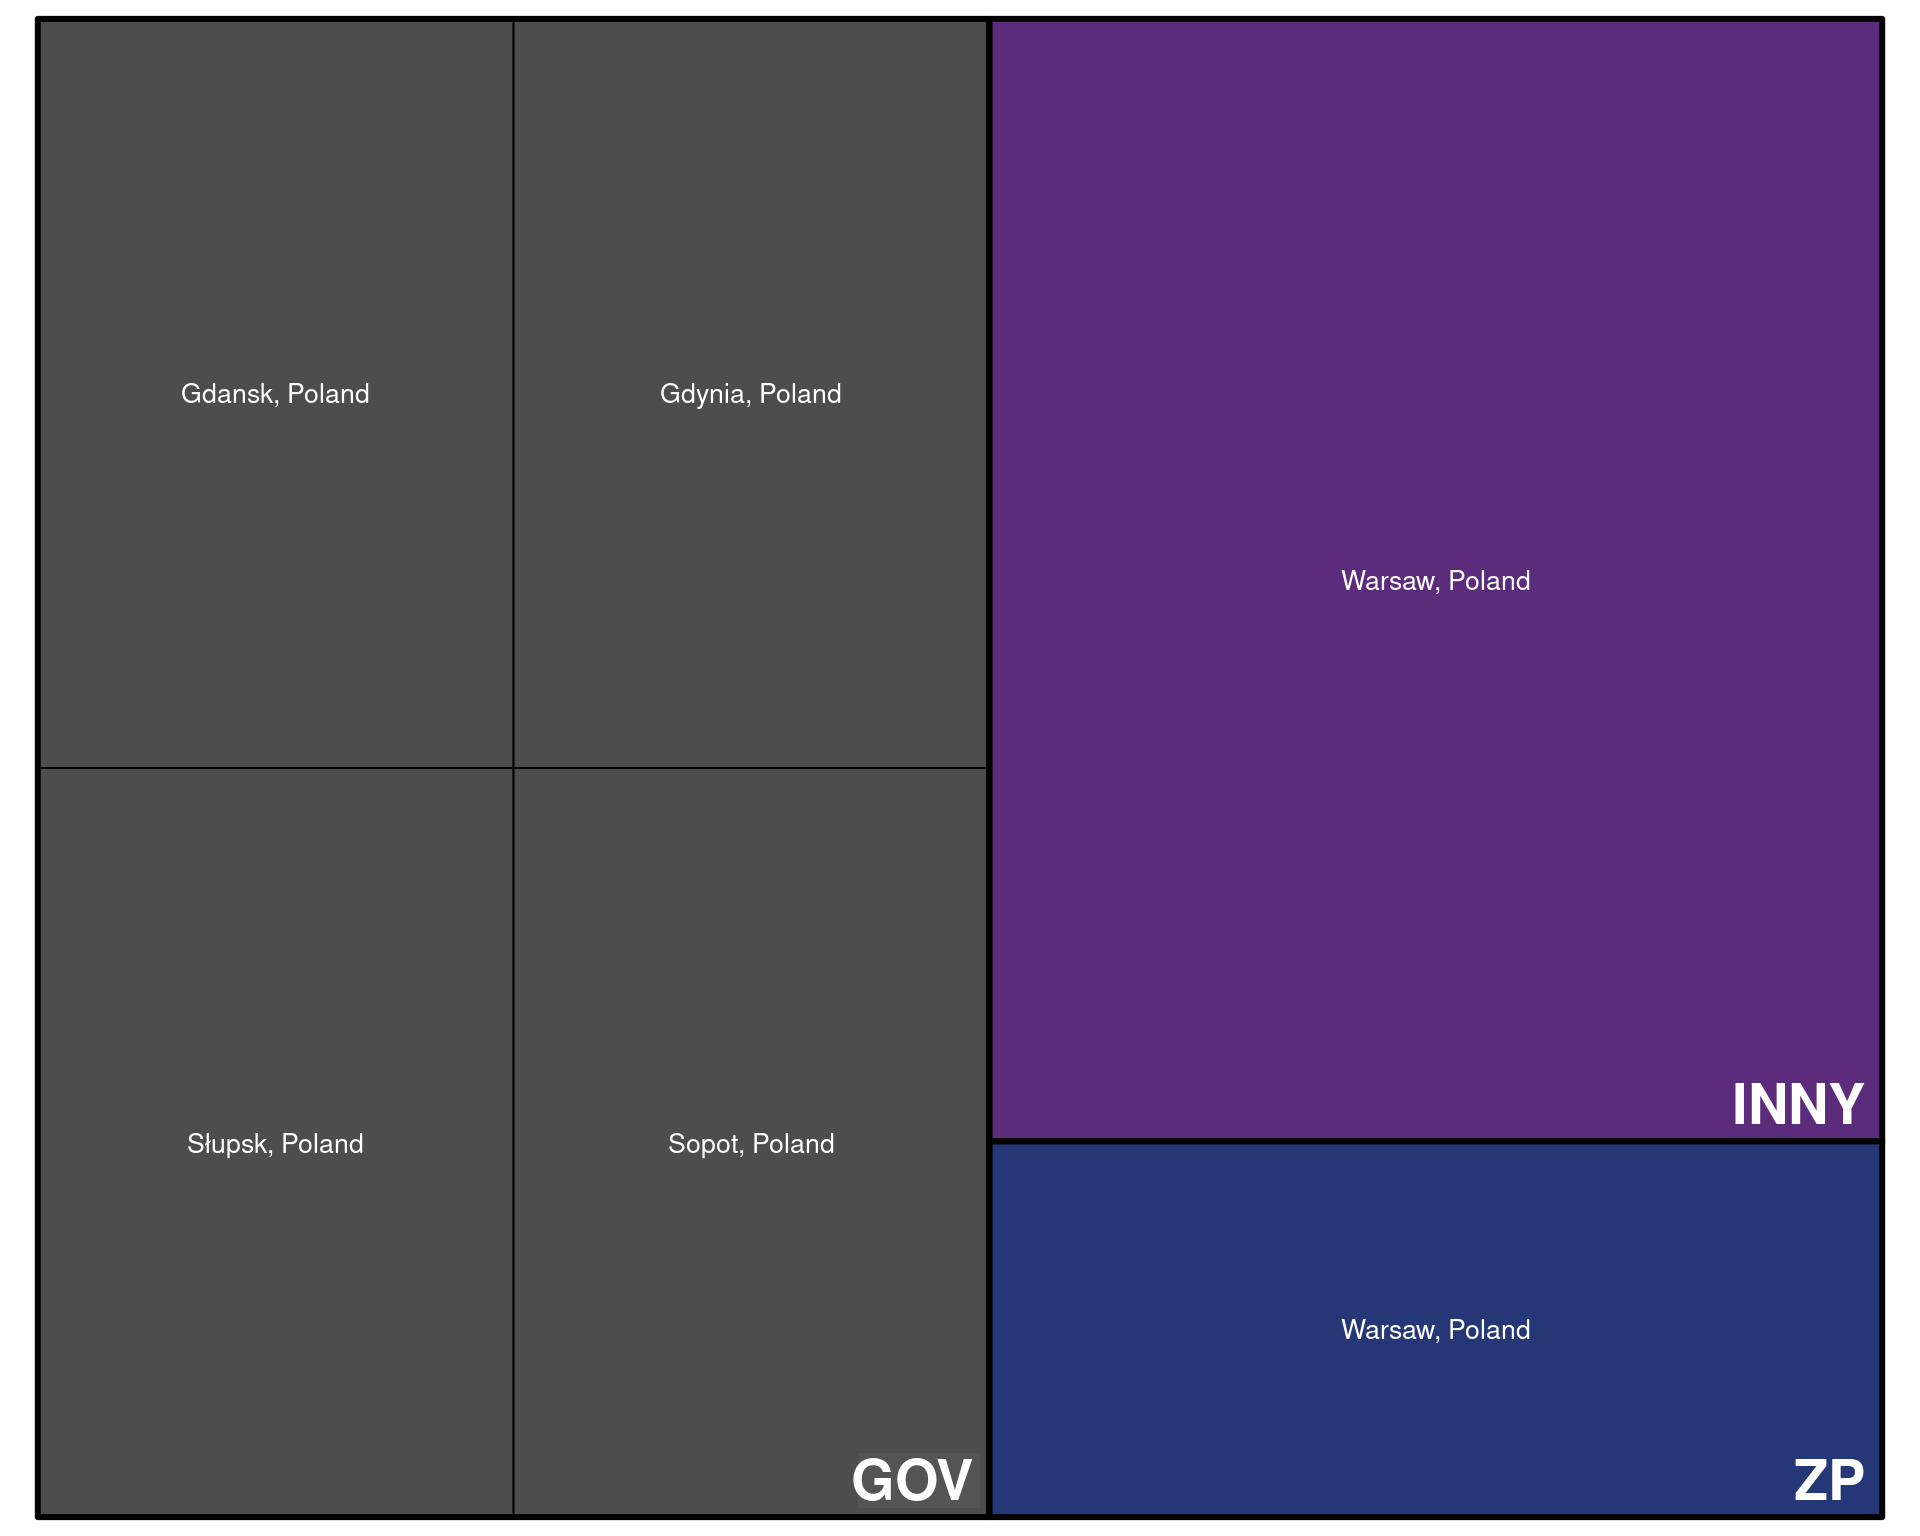 Gdansk, Poland
Gdynia, Poland
Słupsk, Poland
Sopot, Poland
GOV
Warsaw, Poland
INNY
Warsaw, Poland
ZP